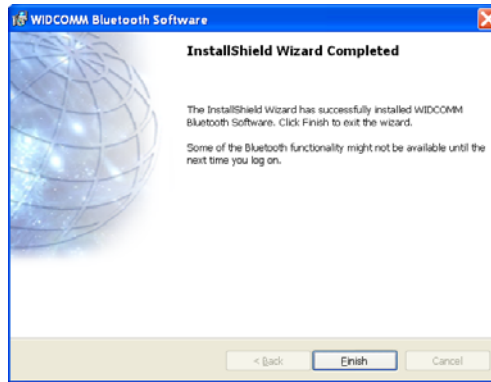 WIDCOMM Bluetooth Software
InstallShield Wizard Completed
The InstallShield Wizard has successfully installed WIDCOMM
Bluetooth Software. Click Finish to exit the wizard.
Some of the Bluetooth functionality might not be available until the
next time you log on.
< Back Finish Cancel